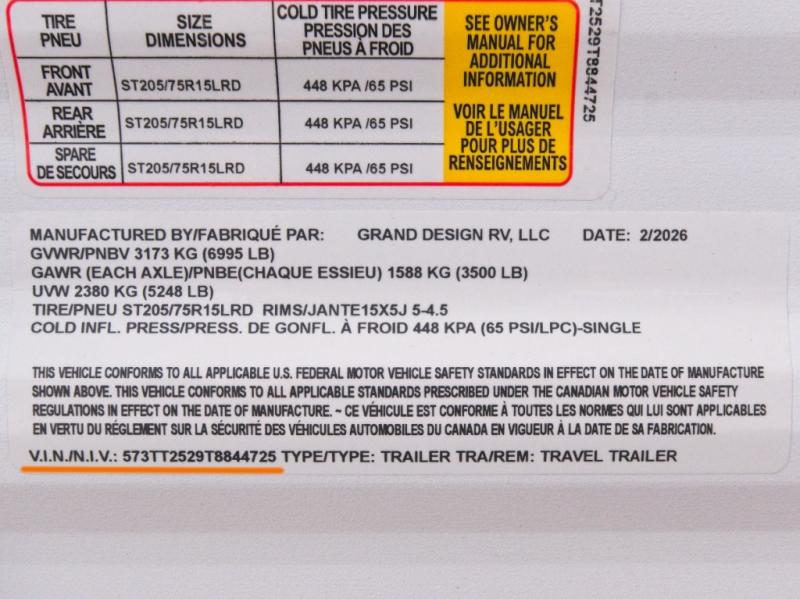 TIRE PNEU SIZE DIMENSIONS COLD TIRE PRESSURE PRESSION DES PNEUS À FROID
FRONT AVANT ST205/75R15LRD 448 KPA /65 PSI
REAR ARRIÈRE ST205/75R15LRD 448 KPA /65 PSI
SPARE DE SECOURS ST205/75R15LRD 448 KPA /65 PSI
SEE OWNER'S
MANUAL FOR
ADDITIONAL
INFORMATION
VOIR LE MANUEL
DE L'USAGER
POUR PLUS DE
RENSEIGNEMENTS
T2529T8844725
MANUFACTURED BY/FABRIQUÉ PAR: GRAND DESIGN RV, LLC DATE: 2/2026
GVWR/PNBV 3173 KG (6995 LB)
GAWR (EACH AXLE)/PNBE(CHAQUE ESSIEU) 1588 KG (3500 LB)
UVW 2380 KG (5248 LB)
TIRE/PNEU ST205/75R15LRD RIMS/JANTE15X5J 5-4.5
COLD INFL. PRESS/PRESS. DE GONFL. À FROID 448 KPA (65 PSI/LPC)-SINGLE
THIS VEHICLE CONFORMS TO ALL APPLICABLE U.S. FEDERAL MOTOR VEHICLE SAFETY STANDARDS IN EFFECT ON THE DATE OF MANUFACTURE
SHOWN ABOVE. THIS VEHICLE CONFORMS TO ALL APPLICABLE STANDARDS PRESCRIBED UNDER THE CANADIAN MOTOR VEHICLE SAFETY
REGULATIONS IN EFFECT ON THE DATE OF MANUFACTURE. ~ CE VÉHICULE EST CONFORME À TOUTES LES NORMES QUI LUI SONT APPLICABLES
EN VERTU DU RÉGLEMENT SUR LA SÉCURITÉ DES VÉHICULES AUTOMOBILES DU CANADA EN VIGUEUR À LA DATE DE SA FABRICATION.
V.I.N./N.I.V.: 573TT2529T8844725 TYPE/TYPE: TRAILER TRA/REM: TRAVEL TRAILER